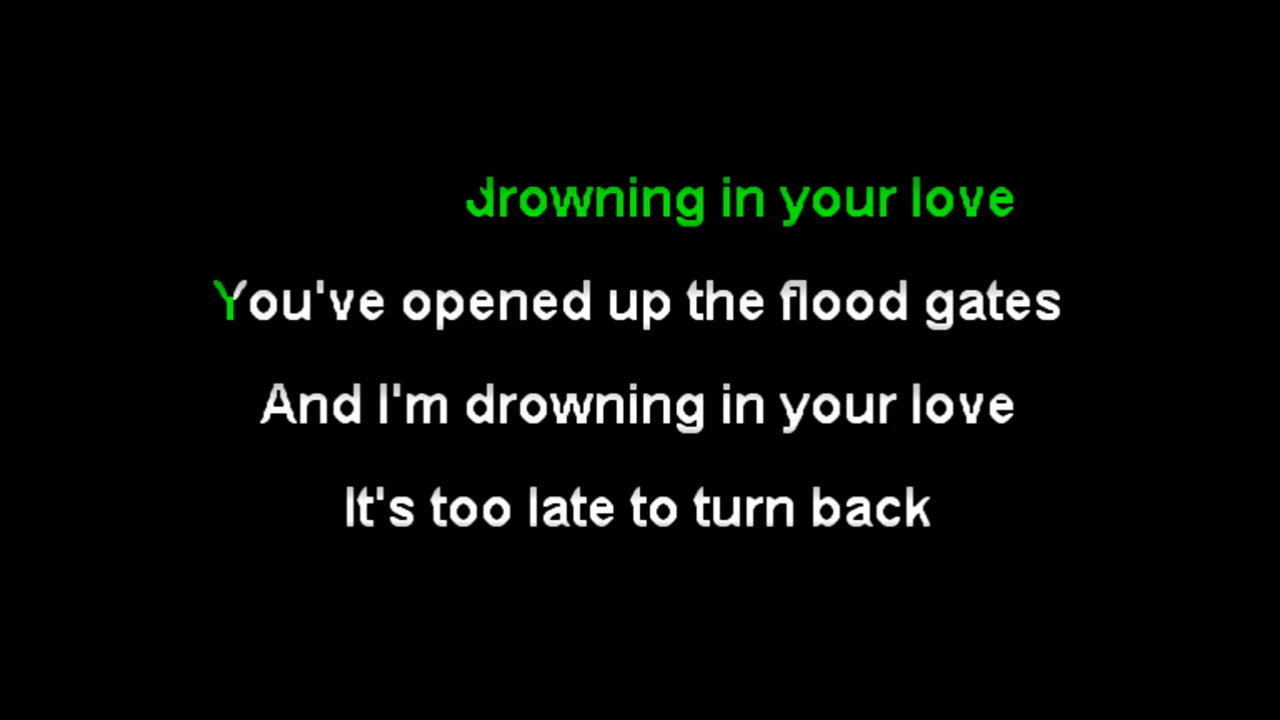 drowning in your love
You've opened up the flood gates
And I'm drowning in your love
It's too late to turn back